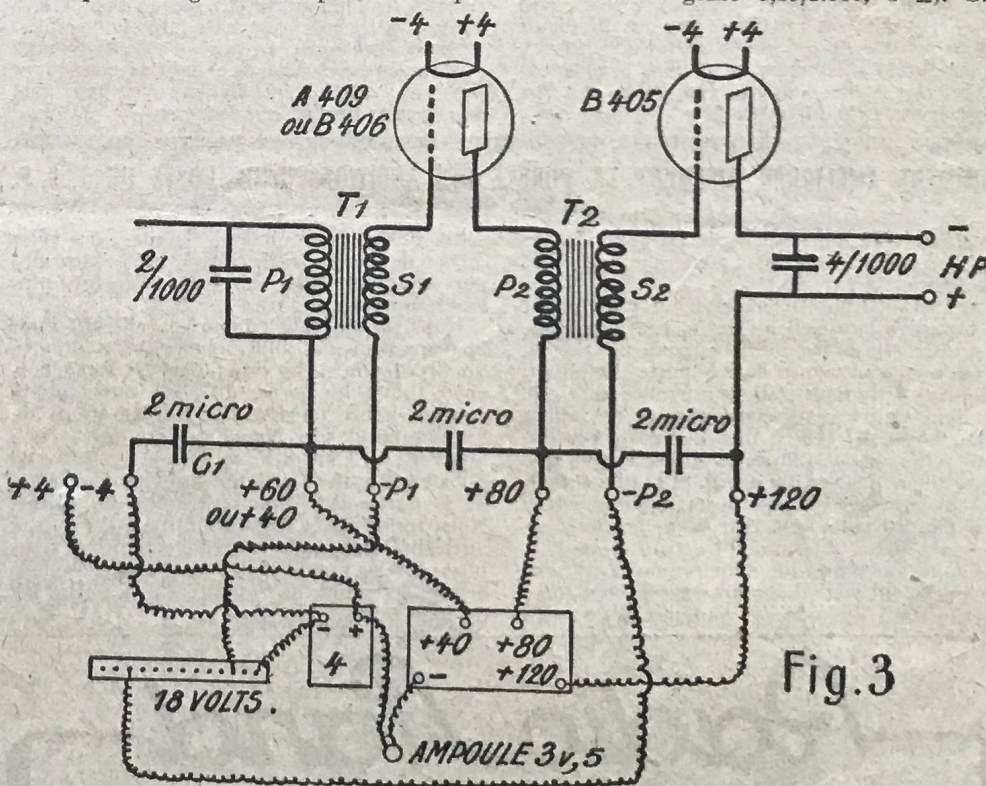 -4 +4
-4 +4
A 409
ou B 406
B 405
T1
T2
2/1000
P1
S1
P2
S2
4/1000
-
HP
+
2 micro
C1
2 micro
2 micro
+4
-4
+60
ou +40
-P1
+80
-P2
+120
- +
4
+40
+80
-
+120
18 VOLTS.
AMPOULE 3v,5
Fig.3